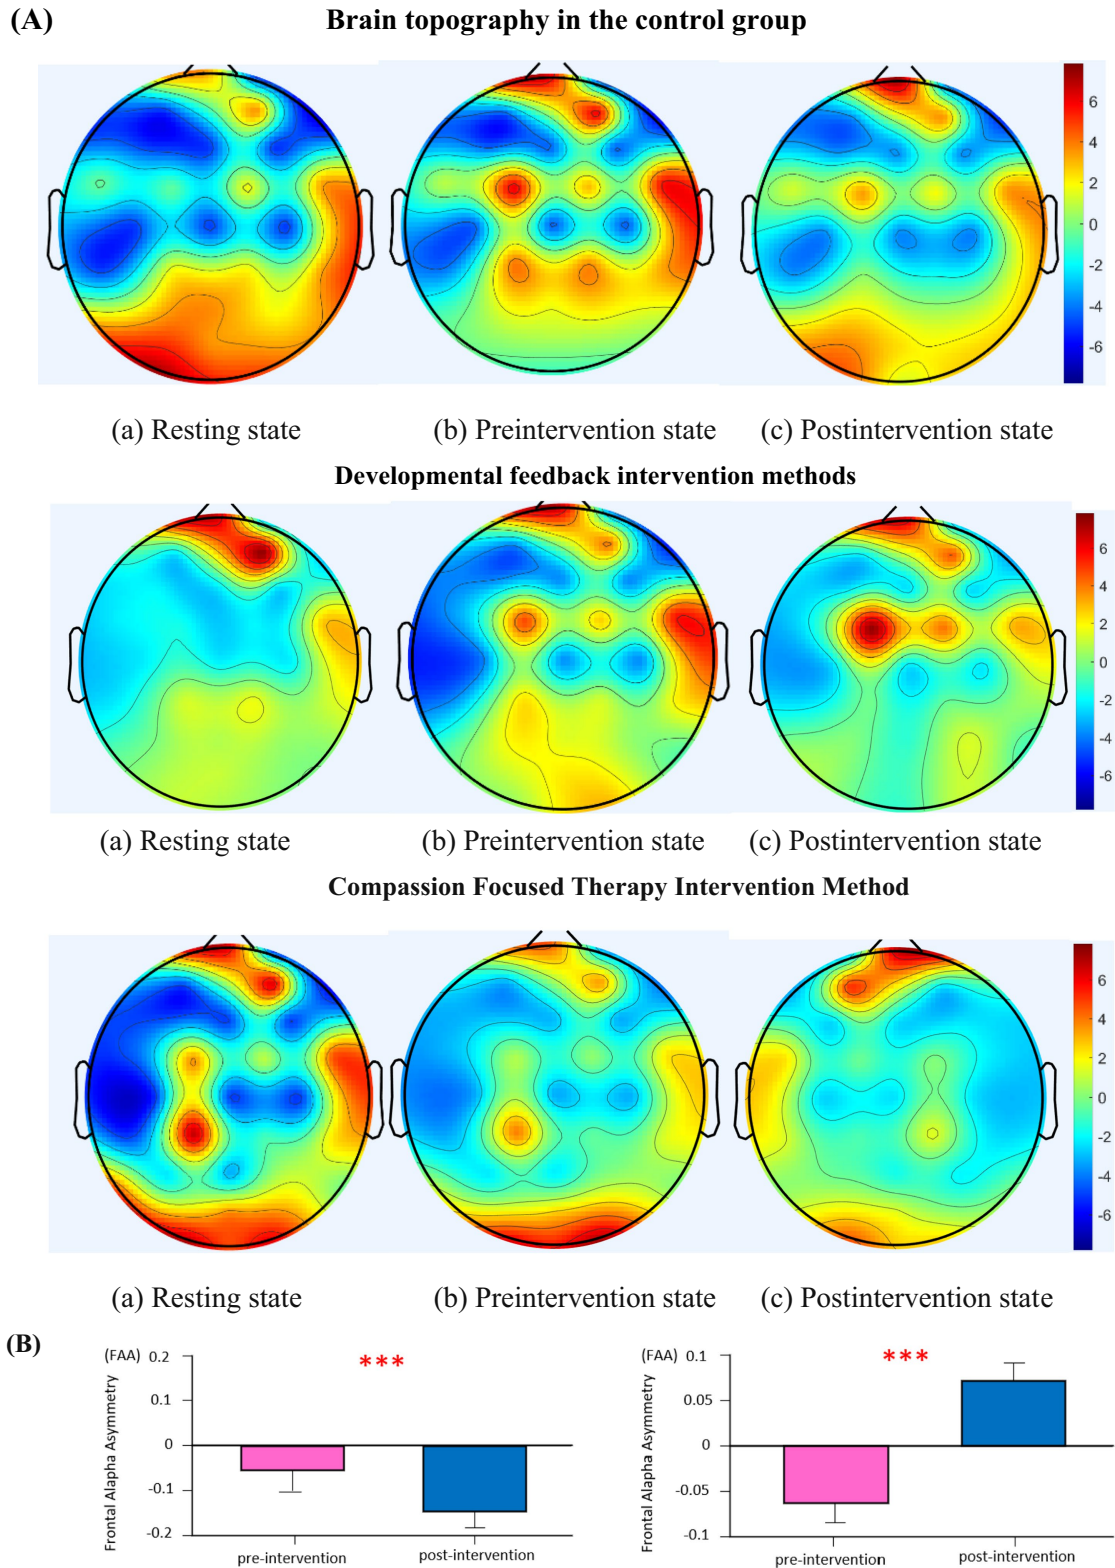 (A) Brain topography in the control group
6
4
2
0
-2
-4
-6
(a) Resting state (b) Preintervention state (c) Postintervention state
Developmental feedback intervention methods
6
4
2
0
-2
-4
-6
(a) Resting state (b) Preintervention state (c) Postintervention state
Compassion Focused Therapy Intervention Method
6
4
2
0
-2
-4
-6
(a) Resting state (b) Preintervention state (c) Postintervention state
(B)
(FAA)
Frontal Alapha Asymmetry
0.2
0.1
0
-0.1
-0.2
***
pre-intervention post-intervention
(FAA)
Frontal Alapha Asymmetry
0.1
0.05
0
-0.05
-0.1
***
pre-intervention post-intervention